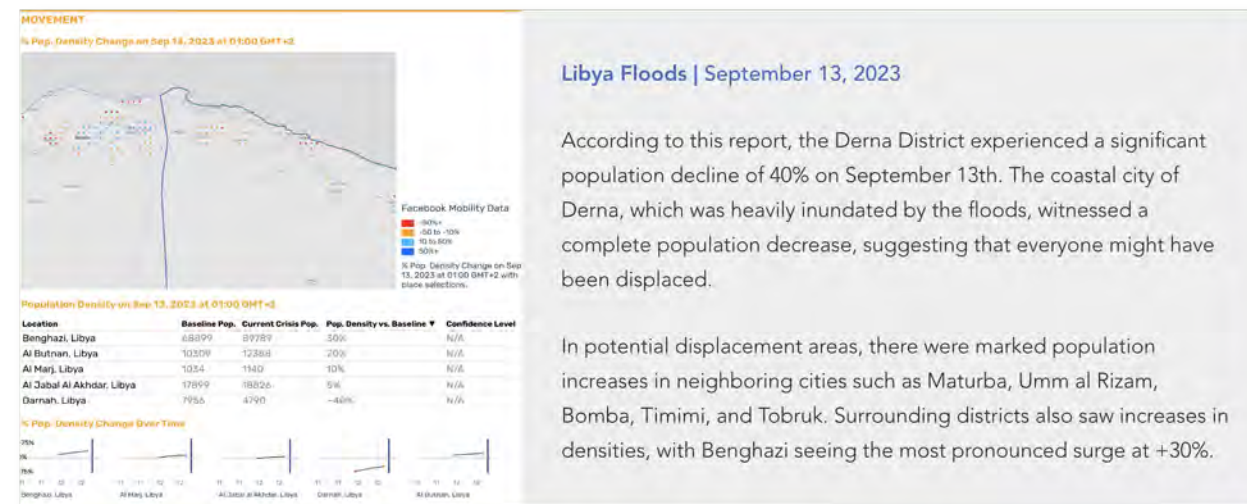 MOVEMENT
% Pop. Density Change on Sep 13, 2023 at 01:00 GMT+2
Facebook Mobility Data
-50%+
-50 to -10%
10 to 50%
50%+
% Pop. Density Change on Sep
13, 2023 at 01:00 GMT+2 with
place selections.
Population Density on Sep 13, 2023 at 01:00 GMT+2
Location Baseline Pop. Current Crisis Pop. Pop. Density vs. Baseline ▼ Confidence Level
Benghazi, Libya 68899 89789 30% N/A
Al Butnan, Libya 10309 12388 20% N/A
Al Marj, Libya 1034 1140 10% N/A
Al Jabal Al Akhdar, Libya 17899 18826 5% N/A
Darnah, Libya 7956 4790 -40% N/A
% Pop. Density Change Over Time
Benghazi, Libya Al Marj, Libya Al Jabal Al Akhdar, Libya Darnah, Libya Al Butnan, Libya
Libya Floods | September 13, 2023
According to this report, the Derna District experienced a significant
population decline of 40% on September 13th. The coastal city of
Derna, which was heavily inundated by the floods, witnessed a
complete population decrease, suggesting that everyone might have
been displaced.
In potential displacement areas, there were marked population
increases in neighboring cities such as Maturba, Umm al Rizam,
Bomba, Timimi, and Tobruk. Surrounding districts also saw increases in
densities, with Benghazi seeing the most pronounced surge at +30%.